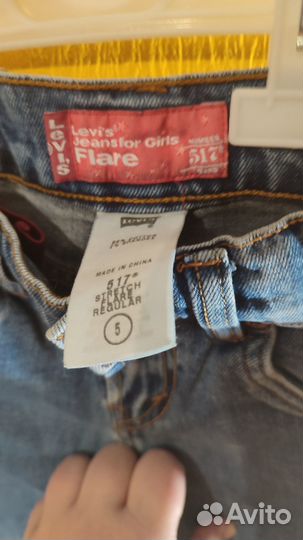 LEVI'S
Levi's
Jeans for Girls
Flare
517
MADE IN CHINA
517®
STRETCH
FLARE
REGULAR
5
Avito